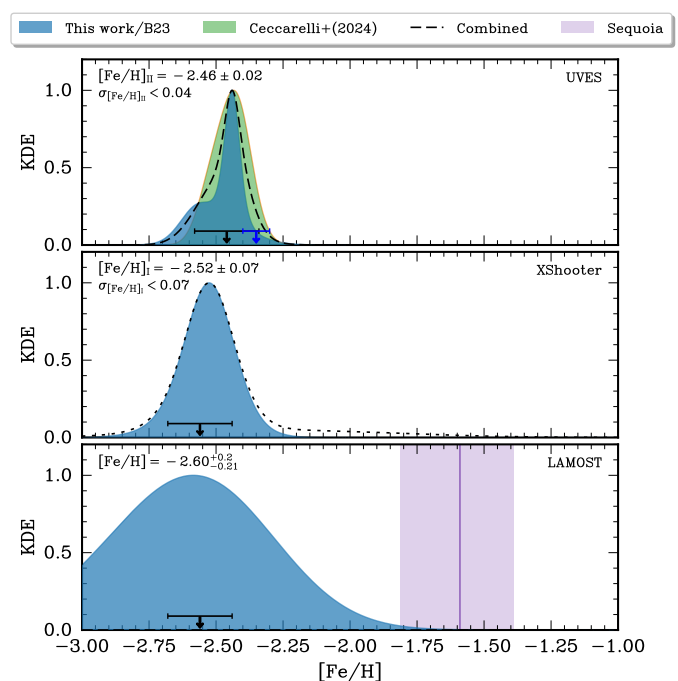 This work/B23 Ceccarelli+(2024) Combined Sequoia
[Fe/H]II = −2.46 ± 0.02 UVES
σ[Fe/H]II < 0.04
1.0
KDE
0.5
0.0
[Fe/H]I = −2.52 ± 0.07 XShooter
σ[Fe/H]I < 0.07
1.0
KDE
0.5
0.0
[Fe/H] = −2.60+0.2−0.21 LAMOST
1.0
KDE
0.5
0.0
−3.00 −2.75 −2.50 −2.25 −2.00 −1.75 −1.50 −1.25 −1.00
[Fe/H]